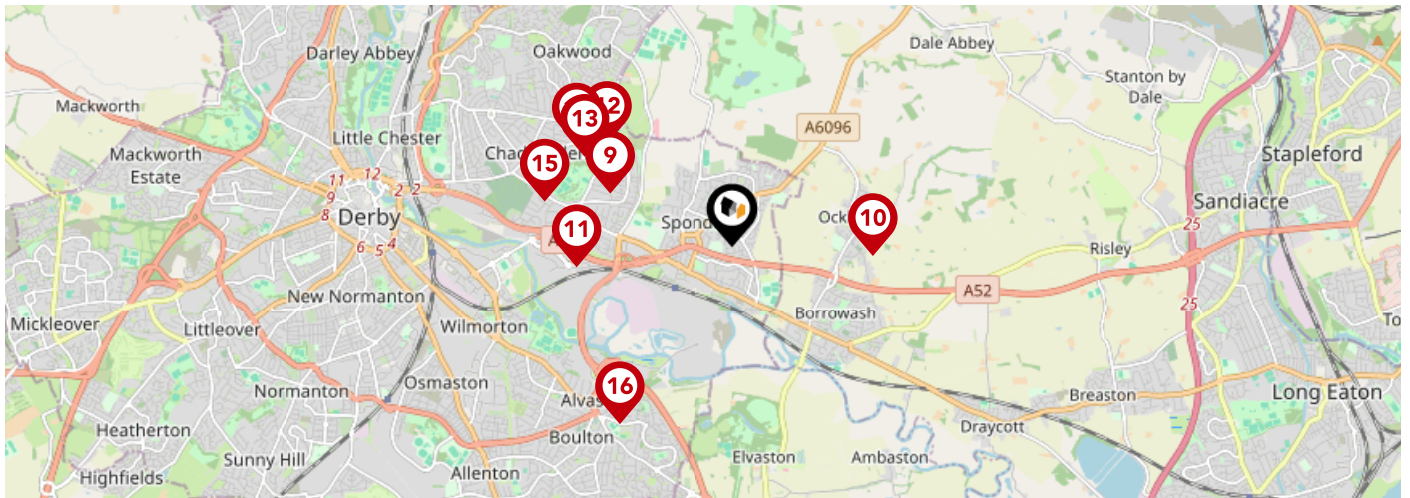 Darley Abbey
Oakwood
Dale Abbey
Stanton by
Dale
Mackworth
12
13
A6096
Little Chester
Mackworth
Estate
15
9
Stapleford
11
12
2
2
9
8
Derby
6
5
4
11
Spond
Ock
10
Sandiacre
25
Risley
A52
25
New Normanton
Borrowash
Mickleover
Littleover
Wilmorton
To
Normanton
Osmaston
16
Alvas
Breaston
Long Eaton
Heatherton
Boulton
Draycott
Sunny Hill
Elvaston
Ambaston
Highfields
Allenton